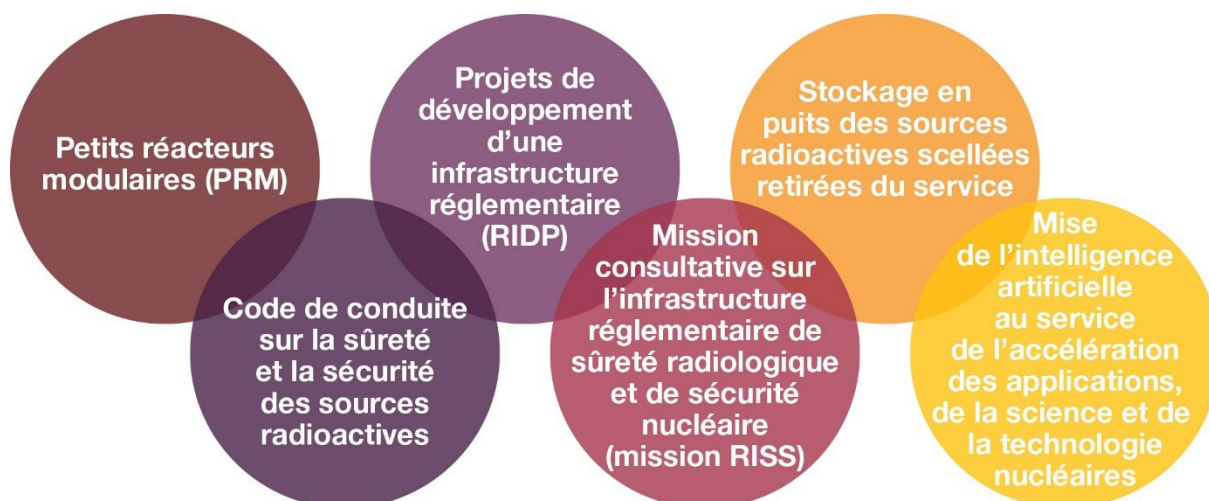 Petits réacteurs
modulaires (PRM)
Code de conduite
sur la sûreté
et la sécurité
des sources
radioactives
Projets de
développement
d'une
infrastructure
réglementaire
(RIDP)
Mission
consultative sur
l'infrastructure
réglementaire de
sûreté radiologique
et de sécurité
nucléaire
(mission RISS)
Stockage en
puits des sources
radioactives scellées
retirées du service
Mise
de l'intelligence
artificielle
au service
de l'accélération
des applications,
de la science et de
la technologie
nucléaires